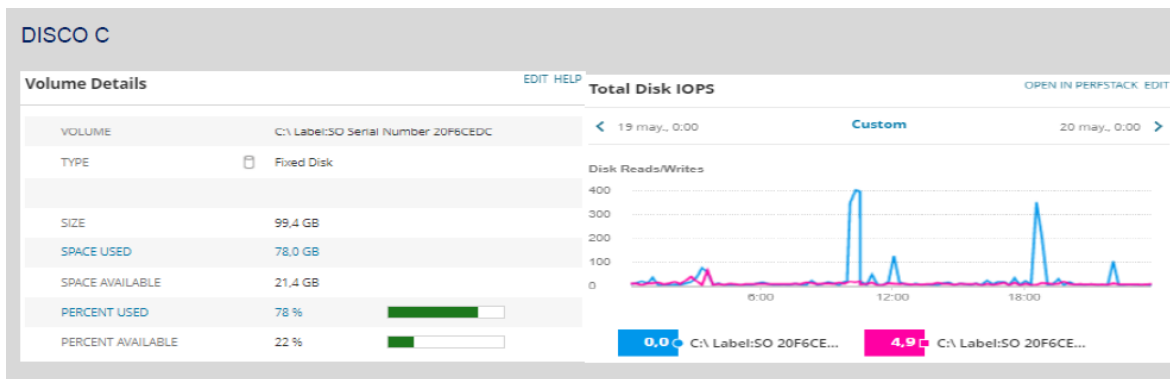 DISCO C
Volume Details
EDIT HELP
VOLUME C:\ Label:SO Serial Number 20F6CEDC
TYPE Fixed Disk
SIZE 99,4 GB
SPACE USED 78,0 GB
SPACE AVAILABLE 21,4 GB
PERCENT USED 78 %
PERCENT AVAILABLE 22 %
Total Disk IOPS
OPEN IN PERFSTACK EDIT
19 may., 0:00 Custom 20 may., 0:00
Disk Reads/Writes
400
300
200
100
0
6:00 12:00 18:00
0,0 C:\ Label:SO 20F6CE... 4,9 C:\ Label:SO 20F6CE...